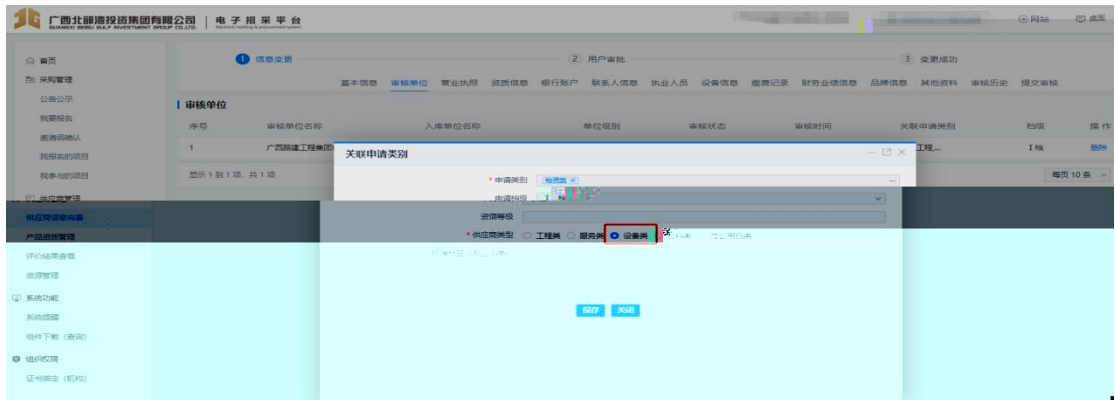 广西北部湾投资集团有限公司 | 电子招采平台
网站 桌面
首页
采购管理
公告公示
我要报名
邀请函确认
我报名的项目
我参与的项目
供应商管理
供应商信息完善
产品资质管理
评价结果查看
资源管理
系统功能
系统提醒
组件下载（查询）
组织权限
证书绑定（机构）
1 信息变更 2 用户审批 3 变更成功
基本信息 审核单位 营业执照 资质信息 银行账户 联系人信息 执业人员 设备信息 缴费记录 财务业绩信息 品牌信息 其他资料 审核历史 提交审核
审核单位
序号 审核单位名称 入库单位名称 单位级别 审核状态 审核时间 关联申请类别 档级 操作
1 广西路建工程集团 工程... I 档 删除
显示 1 到 1 项，共 1 项 每页 10 条
关联申请类别
* 申请类别
申请档级
资信等级
* 供应商类型 工程类 服务类 设备类
保存 关闭